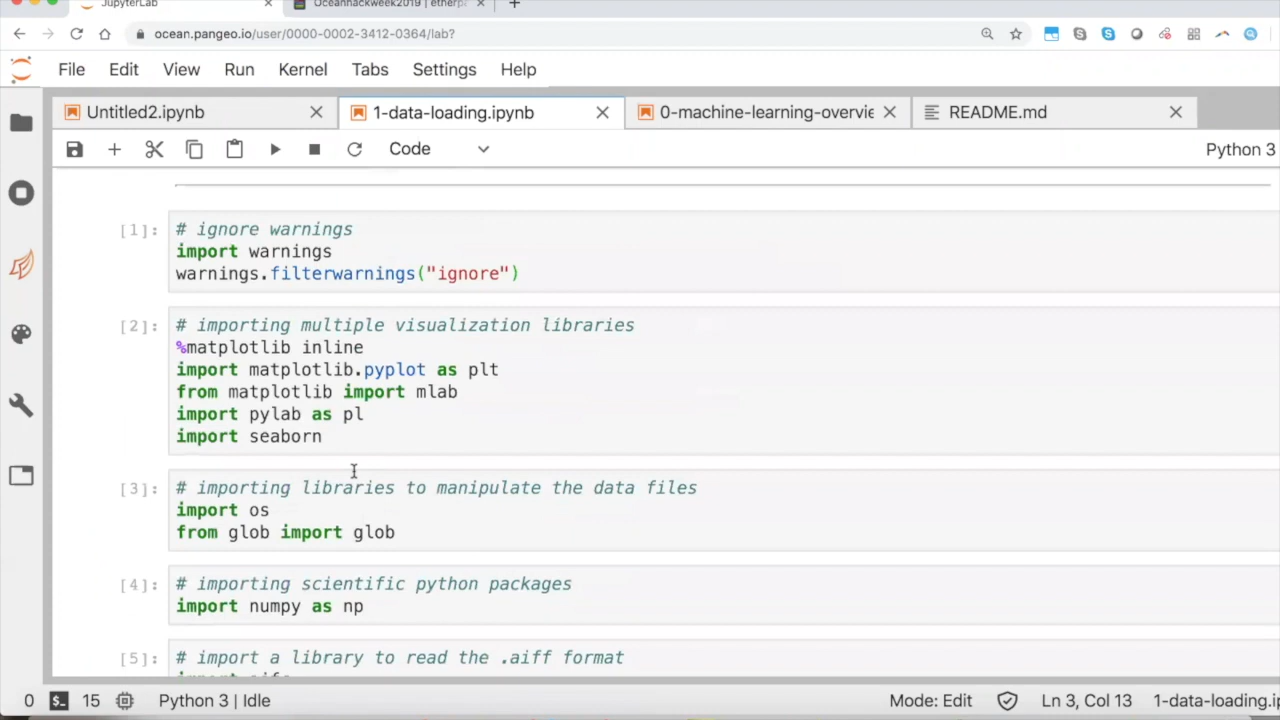 JupyterLab
Oceanhackweek2019 | etherp
ocean.pangeo.io/user/0000-0002-3412-0364/lab?
File Edit View Run Kernel Tabs Settings Help
Untitled2.ipynb 1-data-loading.ipynb 0-machine-learning-overvie README.md
Code Python 3
[1]: # ignore warnings
import warnings
warnings.filterwarnings("ignore")
[2]: # importing multiple visualization libraries
%matplotlib inline
import matplotlib.pyplot as plt
from matplotlib import mlab
import pylab as pl
import seaborn
[3]: # importing libraries to manipulate the data files
import os
from glob import glob
[4]: # importing scientific python packages
import numpy as np
[5]: # import a library to read the .aiff format
0 $_ 15 Python 3 | Idle Mode: Edit Ln 3, Col 13 1-data-loading.ip